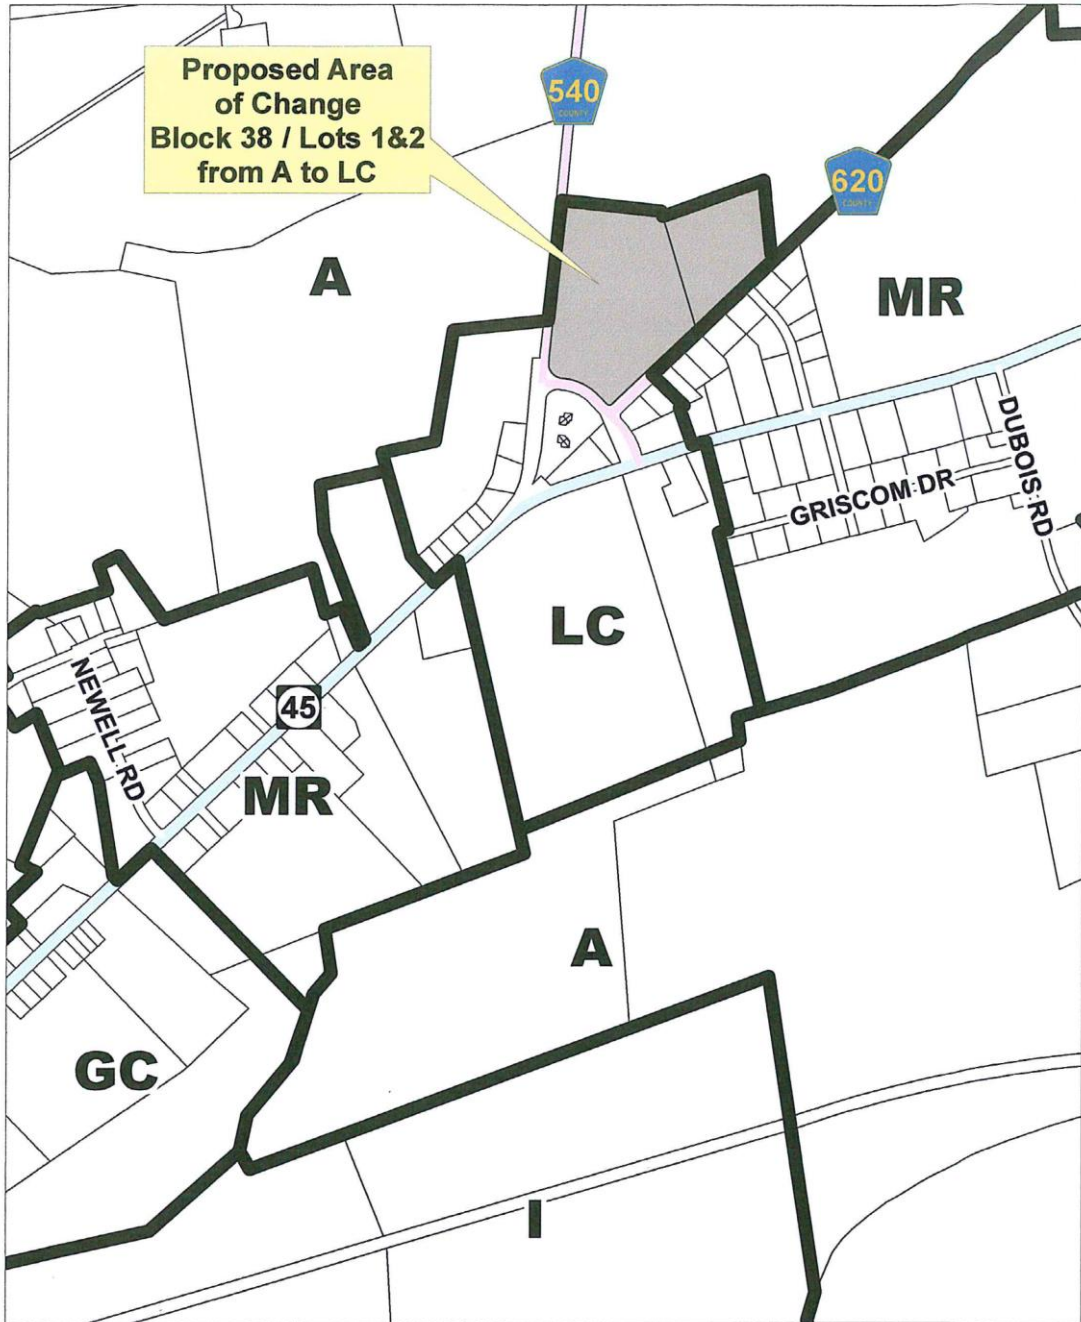 Proposed Area
of Change
Block 38 / Lots 1&2
from A to LC
540
COUNTY
620
COUNTY
A
MR
DUBOIS RD
GRISCOM DR
LC
NEWELL RD
45
MR
A
GC
I